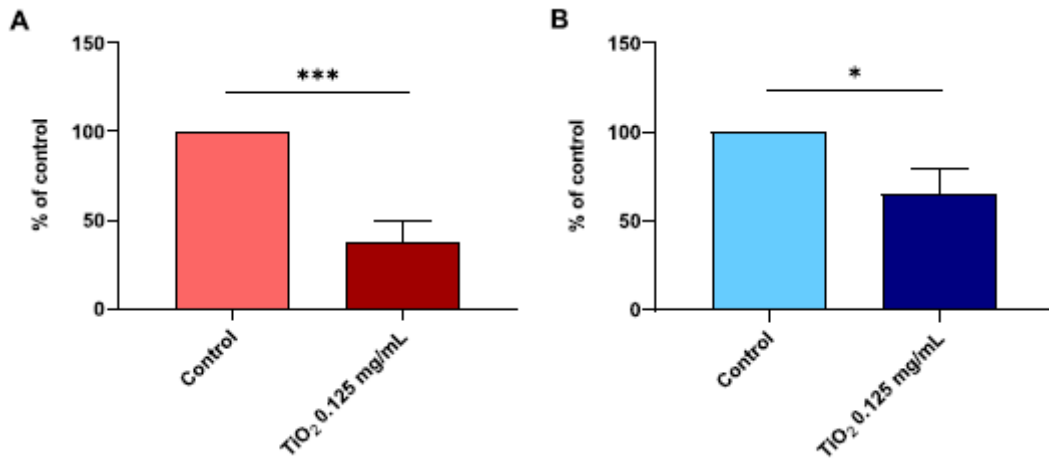 A
% of control
150
100
50
0
***
Control
TiO₂ 0.125 mg/mL
B
% of control
150
100
50
0
*
Control
TiO₂ 0.125 mg/mL